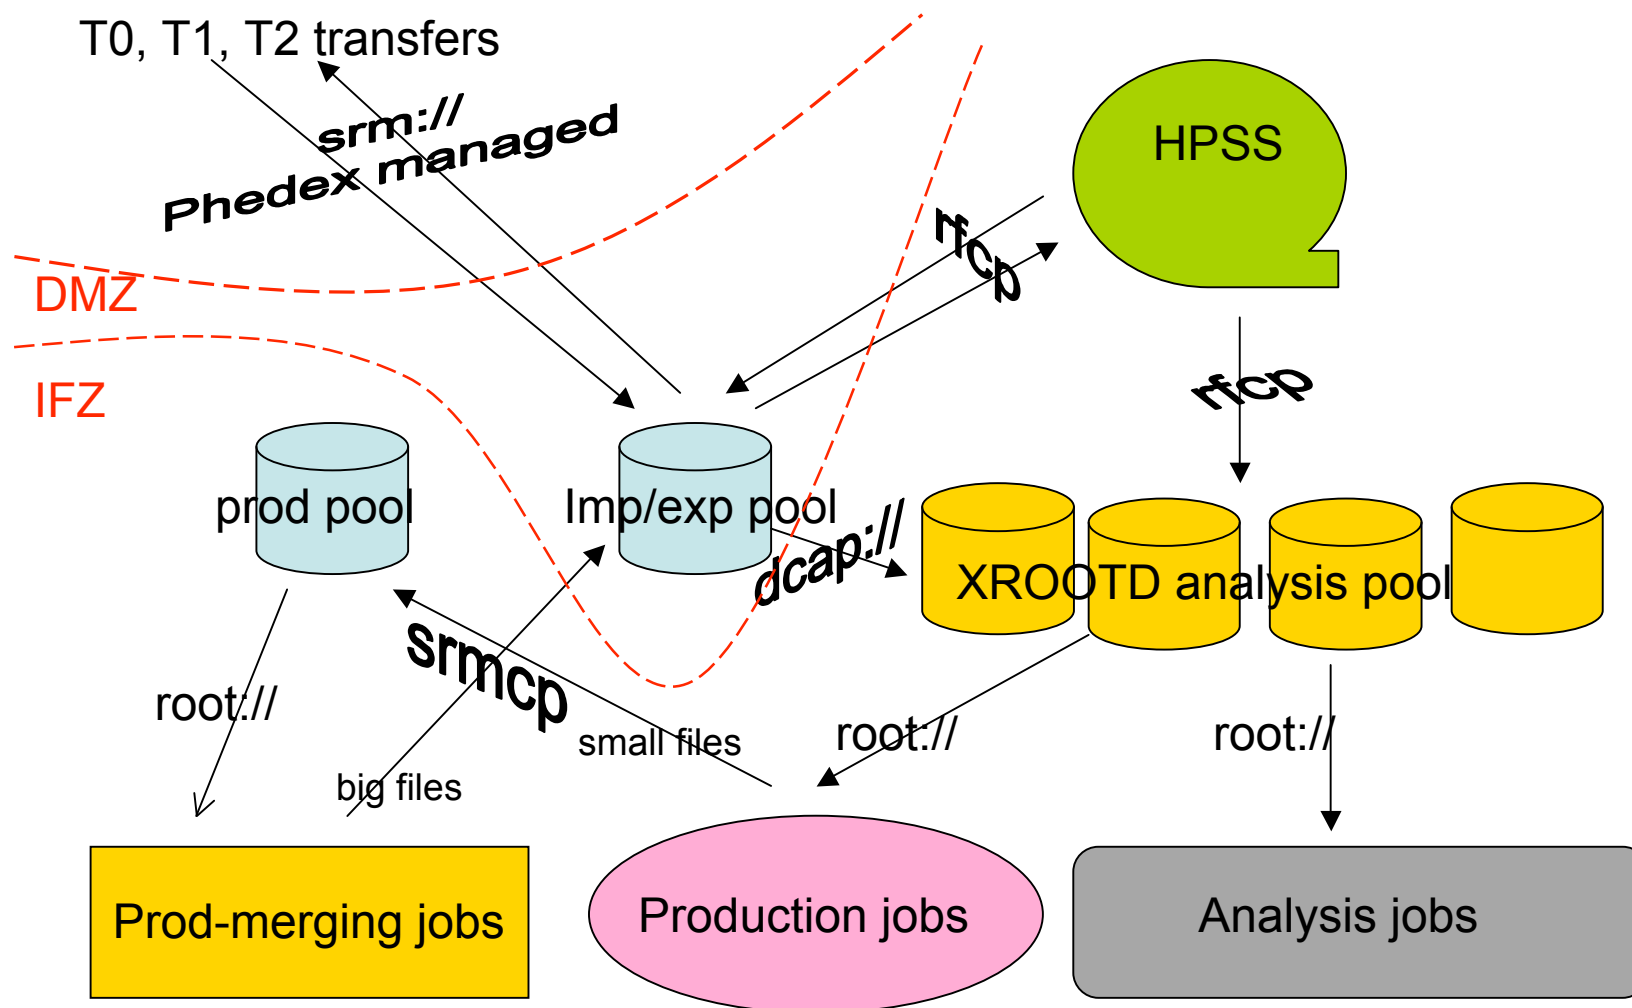 T0, T1, T2 transfers
srm://
Phedex managed
HPSS
rfcp
DMZ
IFZ
rfcp
prod pool
Imp/exp pool
dcap://
XROOTD analysis pool
srmcp
root://
small files
root://
root://
big files
Prod-merging jobs
Production jobs
Analysis jobs